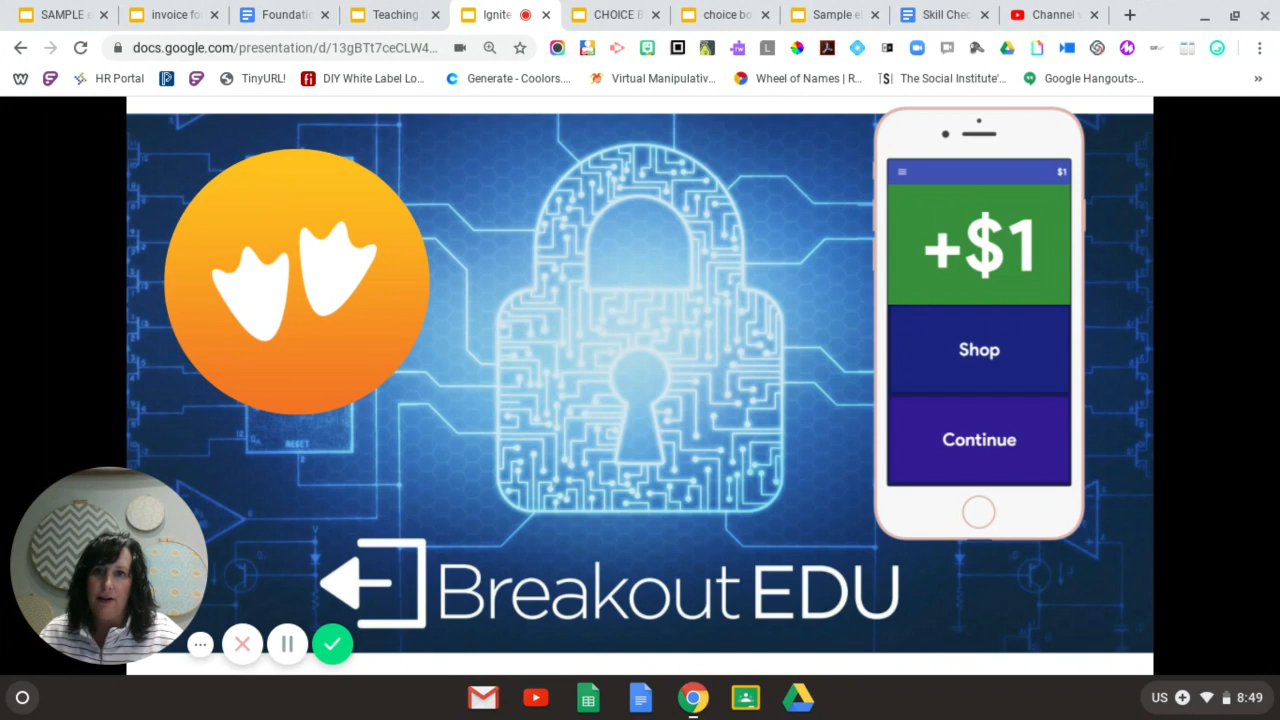 SAMPLE e
invoice fo
Foundatio
Teaching
Ignite
CHOICE B
choice bo
Sample e
Skill Chec
Channel v
docs.google.com/presentation/d/13gBTt7ceCLW4...
HR Portal
TinyURL!
DIY White Label Lo...
Generate - Coolors....
Virtual Manipulativ...
Wheel of Names | R...
The Social Institute'...
Google Hangouts-...
$1
+$1
Shop
RESET
Continue
Breakout EDU
US
8:49